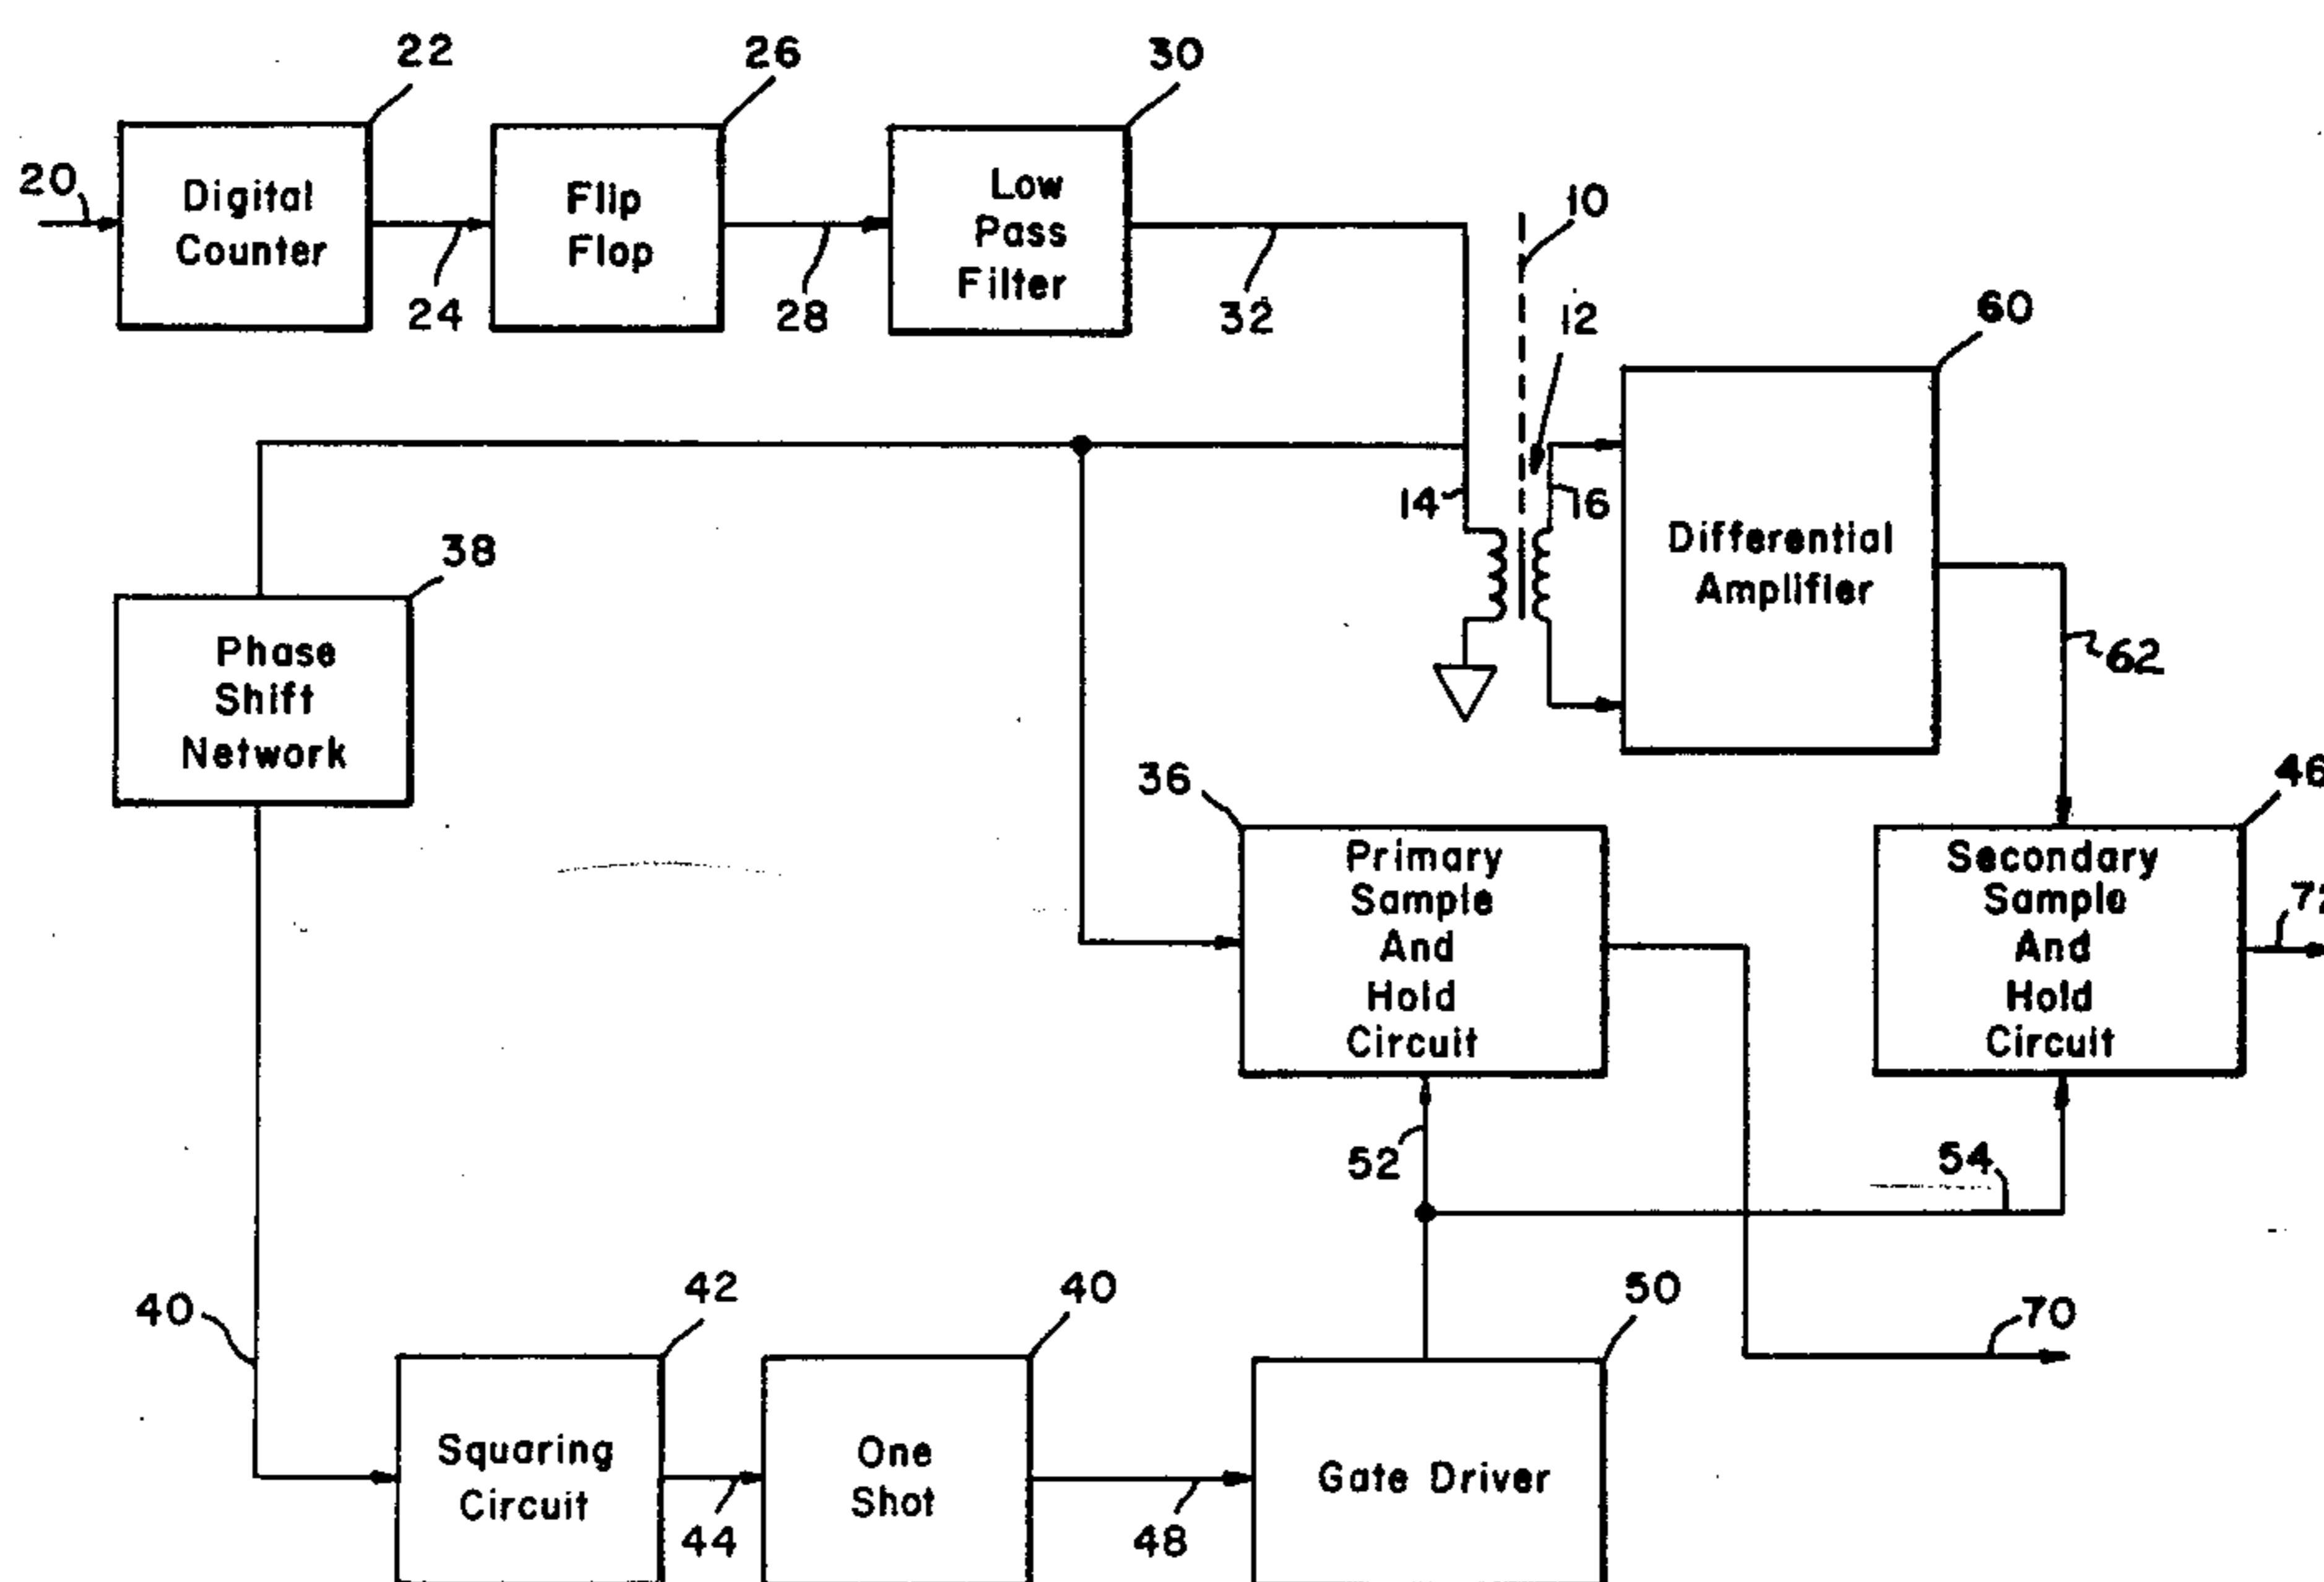 22
26
30
20
Digital
Counter
Flip
Flop
Low
Pass
Filter
24
28
32
10
12
60
14
16
Differential
Amplifier
38
Phase
Shift
Network
62
36
46
Primary
Sample
And
Hold
Circuit
Secondary
Sample
And
Hold
Circuit
72
52
54
40
42
40
50
70
Squaring
Circuit
One
Shot
Gate Driver
44
48